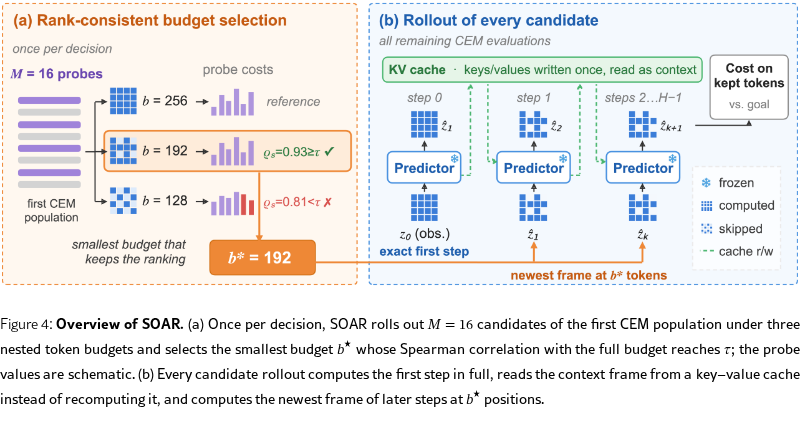 (a) Rank-consistent budget selection
once per decision
M = 16 probes
probe costs
b = 256
reference
b = 192
ϱₛ=0.93≥τ ✔
b = 128
ϱₛ=0.81<τ ✗
first CEM
population
smallest budget that
keeps the ranking
b* = 192
(b) Rollout of every candidate
all remaining CEM evaluations
KV cache · keys/values written once, read as context
Cost on
kept tokens
vs. goal
step 0
step 1
steps 2...H−1
ẑ₁
ẑ₂
ẑₖ₊₁
Predictor
Predictor
Predictor
z₀ (obs.)
ẑ₁
ẑₖ
exact first step
newest frame at b* tokens
frozen
computed
skipped
cache r/w
Figure 4: Overview of SOAR. (a) Once per decision, SOAR rolls out M = 16 candidates of the first CEM population under three
nested token budgets and selects the smallest budget b★ whose Spearman correlation with the full budget reaches τ; the probe
values are schematic. (b) Every candidate rollout computes the first step in full, reads the context frame from a key–value cache
instead of recomputing it, and computes the newest frame of later steps at b★ positions.